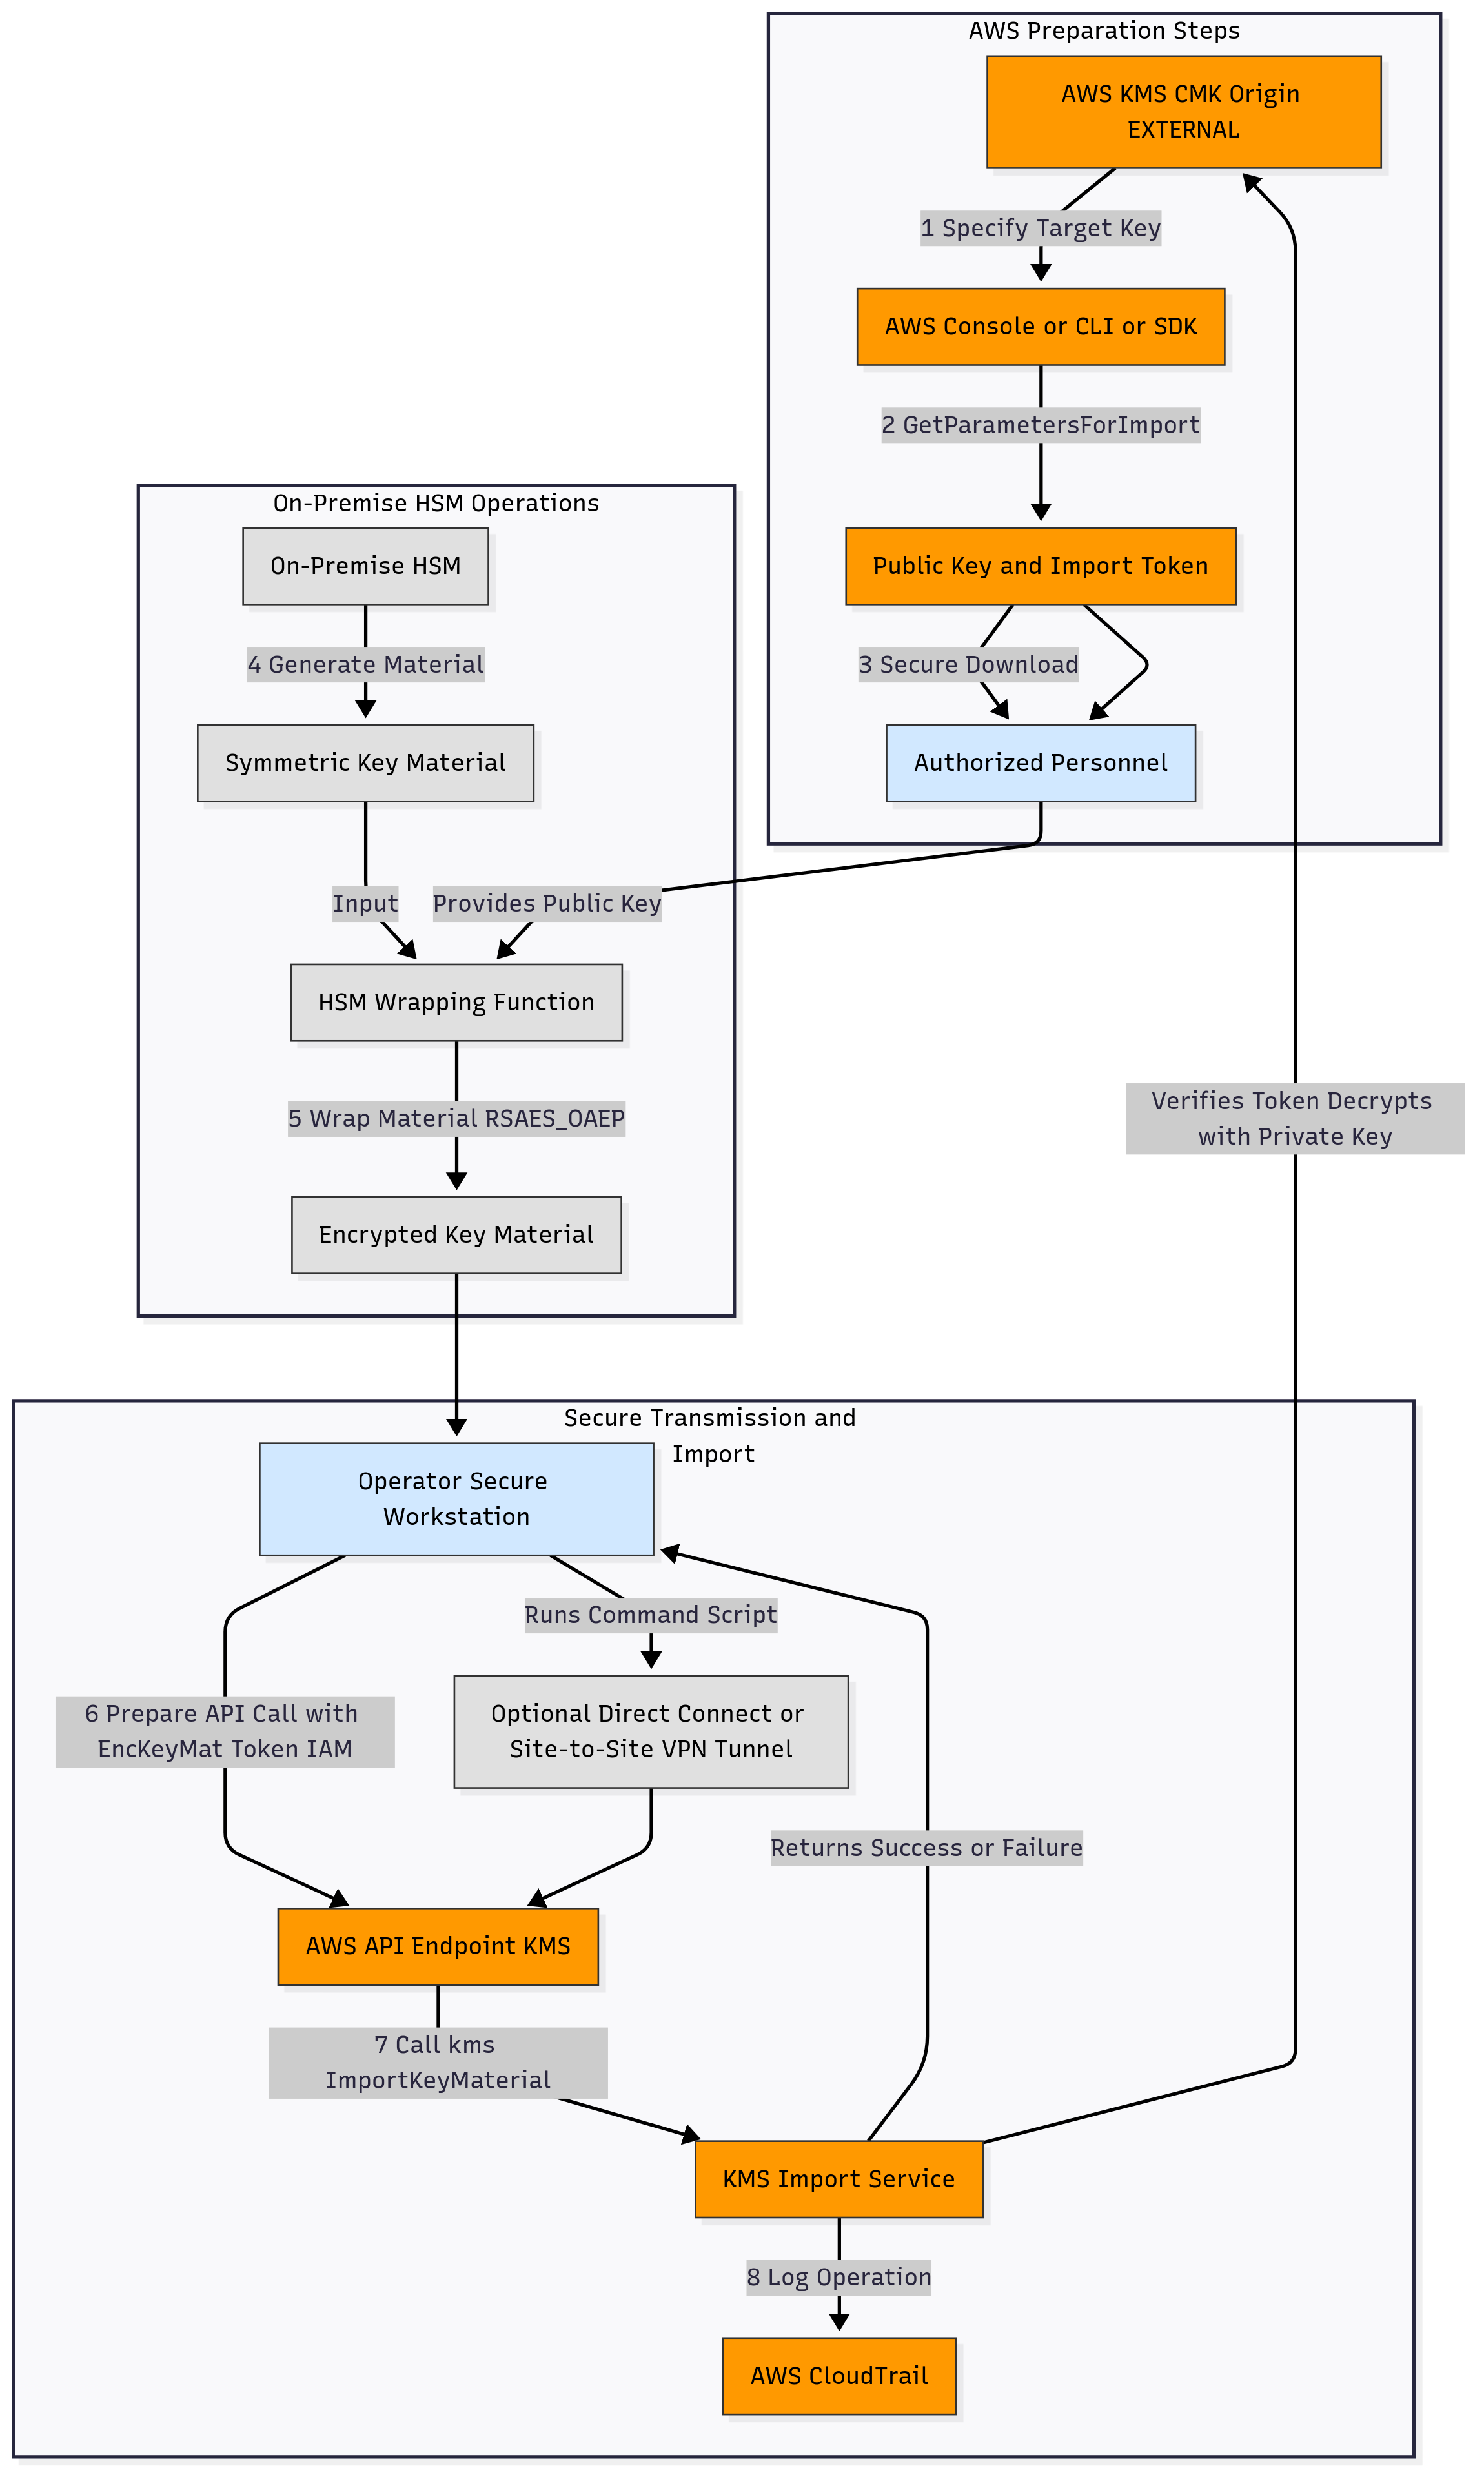 AWS Preparation Steps
AWS KMS CMK Origin
EXTERNAL
1 Specify Target Key
AWS Console or CLI or SDK
2 GetParametersForImport
Public Key and Import Token
3 Secure Download
Authorized Personnel
On-Premise HSM Operations
On-Premise HSM
4 Generate Material
Symmetric Key Material
Input
Provides Public Key
HSM Wrapping Function
5 Wrap Material RSAES_OAEP
Encrypted Key Material
Verifies Token Decrypts
with Private Key
Secure Transmission and
Import
Operator Secure
Workstation
Runs Command Script
6 Prepare API Call with
EncKeyMat Token IAM
Optional Direct Connect or
Site-to-Site VPN Tunnel
Returns Success or Failure
AWS API Endpoint KMS
7 Call kms
ImportKeyMaterial
KMS Import Service
8 Log Operation
AWS CloudTrail